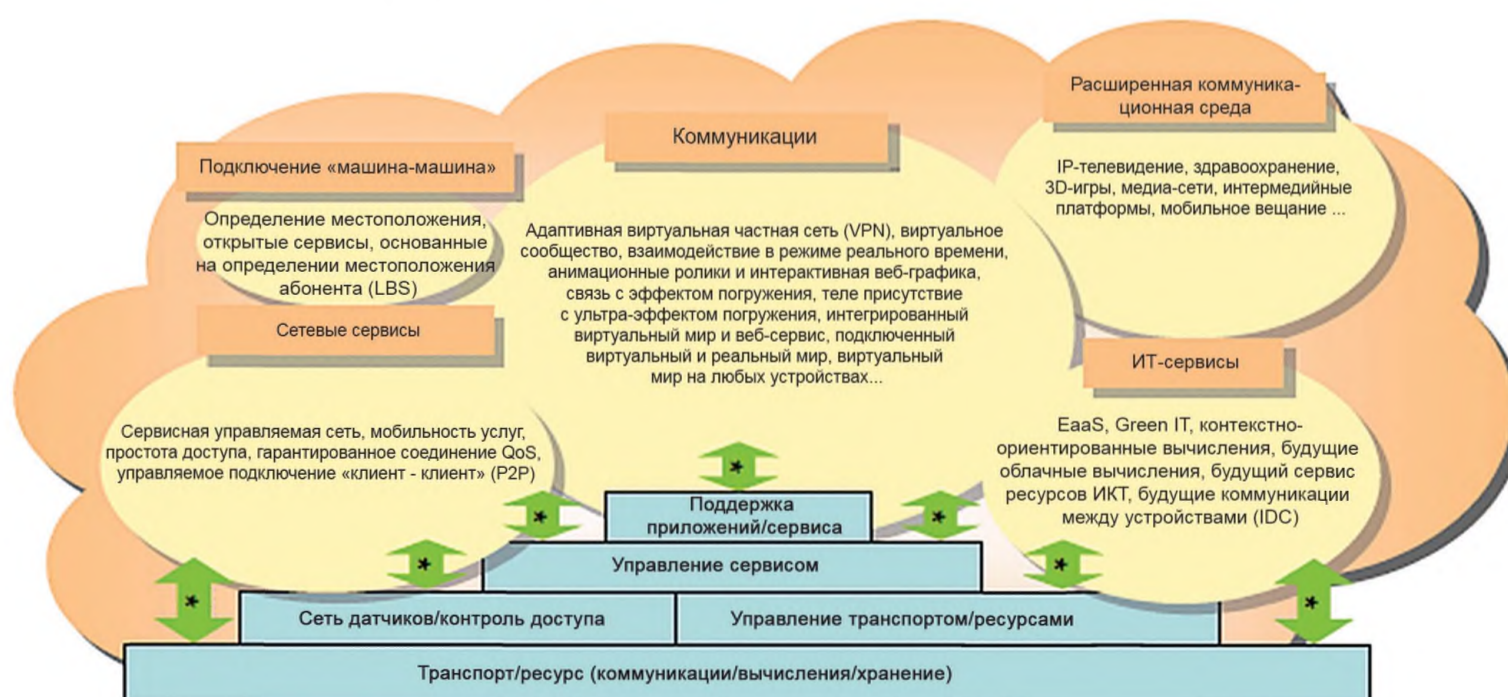 Расширенная коммуника-
ционная среда
IP-телевидение, здравоохранение,
3D-игры, медиа-сети, интермедийные
платформы, мобильное вещание ...
Коммуникации
Адаптивная виртуальная частная сеть (VPN), виртуальное
сообщество, взаимодействие в режиме реального времени,
анимационные ролики и интерактивная веб-графика,
связь с эффектом погружения, теле присутствие
с ультра-эффектом погружения, интегрированный
виртуальный мир и веб-сервис, подключенный
виртуальный и реальный мир, виртуальный
мир на любых устройствах...
Подключение «машина-машина»
Определение местоположения,
открытые сервисы, основанные
на определении местоположения
абонента (LBS)
Сетевые сервисы
Сервисная управляемая сеть, мобильность услуг,
простота доступа, гарантированное соединение QoS,
управляемое подключение «клиент - клиент» (P2P)
ИТ-сервисы
EaaS, Green IT, контекстно-
ориентированные вычисления, будущие
облачные вычисления, будущий сервис
ресурсов ИКТ, будущие коммуникации
между устройствами (IDC)
*
*
*
*
*
*
*
Поддержка
приложений/сервиса
Управление сервисом
Сеть датчиков/контроль доступа
Управление транспортом/ресурсами
Транспорт/ресурс (коммуникации/вычисления/хранение)